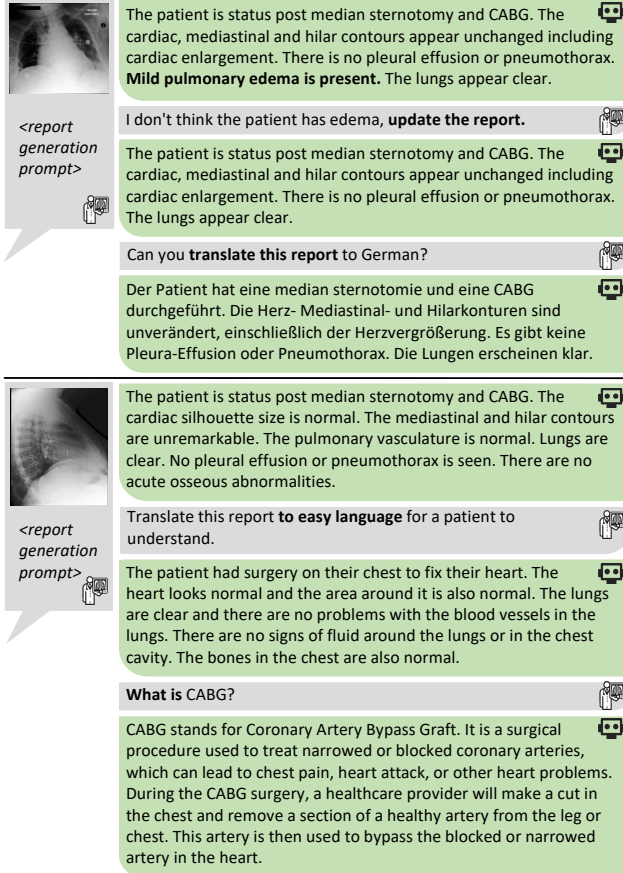 The patient is status post median sternotomy and CABG. The
cardiac, mediastinal and hilar contours appear unchanged including
cardiac enlargement. There is no pleural effusion or pneumothorax.
Mild pulmonary edema is present. The lungs appear clear.
<report
generation
prompt>
I don't think the patient has edema, update the report.
The patient is status post median sternotomy and CABG. The
cardiac, mediastinal and hilar contours appear unchanged including
cardiac enlargement. There is no pleural effusion or pneumothorax.
The lungs appear clear.
Can you translate this report to German?
Der Patient hat eine median sternotomie und eine CABG
durchgeführt. Die Herz- Mediastinal- und Hilarkonturen sind
unverändert, einschließlich der Herzvergrößerung. Es gibt keine
Pleura-Effusion oder Pneumothorax. Die Lungen erscheinen klar.
The patient is status post median sternotomy and CABG. The
cardiac silhouette size is normal. The mediastinal and hilar contours
are unremarkable. The pulmonary vasculature is normal. Lungs are
clear. No pleural effusion or pneumothorax is seen. There are no
acute osseous abnormalities.
<report
generation
prompt>
Translate this report to easy language for a patient to
understand.
The patient had surgery on their chest to fix their heart. The
heart looks normal and the area around it is also normal. The lungs
are clear and there are no problems with the blood vessels in the
lungs. There are no signs of fluid around the lungs or in the chest
cavity. The bones in the chest are also normal.
What is CABG?
CABG stands for Coronary Artery Bypass Graft. It is a surgical
procedure used to treat narrowed or blocked coronary arteries,
which can lead to chest pain, heart attack, or other heart problems.
During the CABG surgery, a healthcare provider will make a cut in
the chest and remove a section of a healthy artery from the leg or
chest. This artery is then used to bypass the blocked or narrowed
artery in the heart.